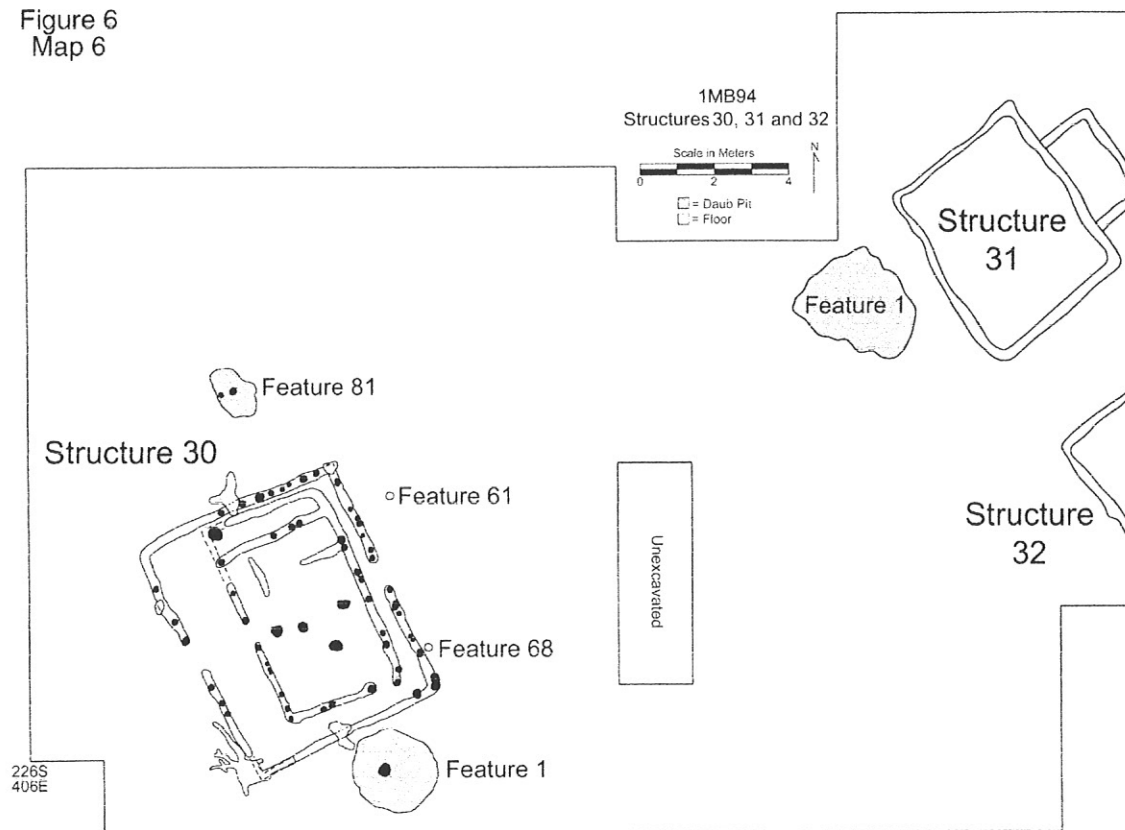 Figure 6
Map 6
1MB94
Structures 30, 31 and 32
Scale in Meters
N
0 2 4
= Daub Pit
= Floor
Structure
31
Feature 1
Feature 81
Structure 30
Feature 61
Structure
32
Unexcavated
Feature 68
Feature 1
226S
406E